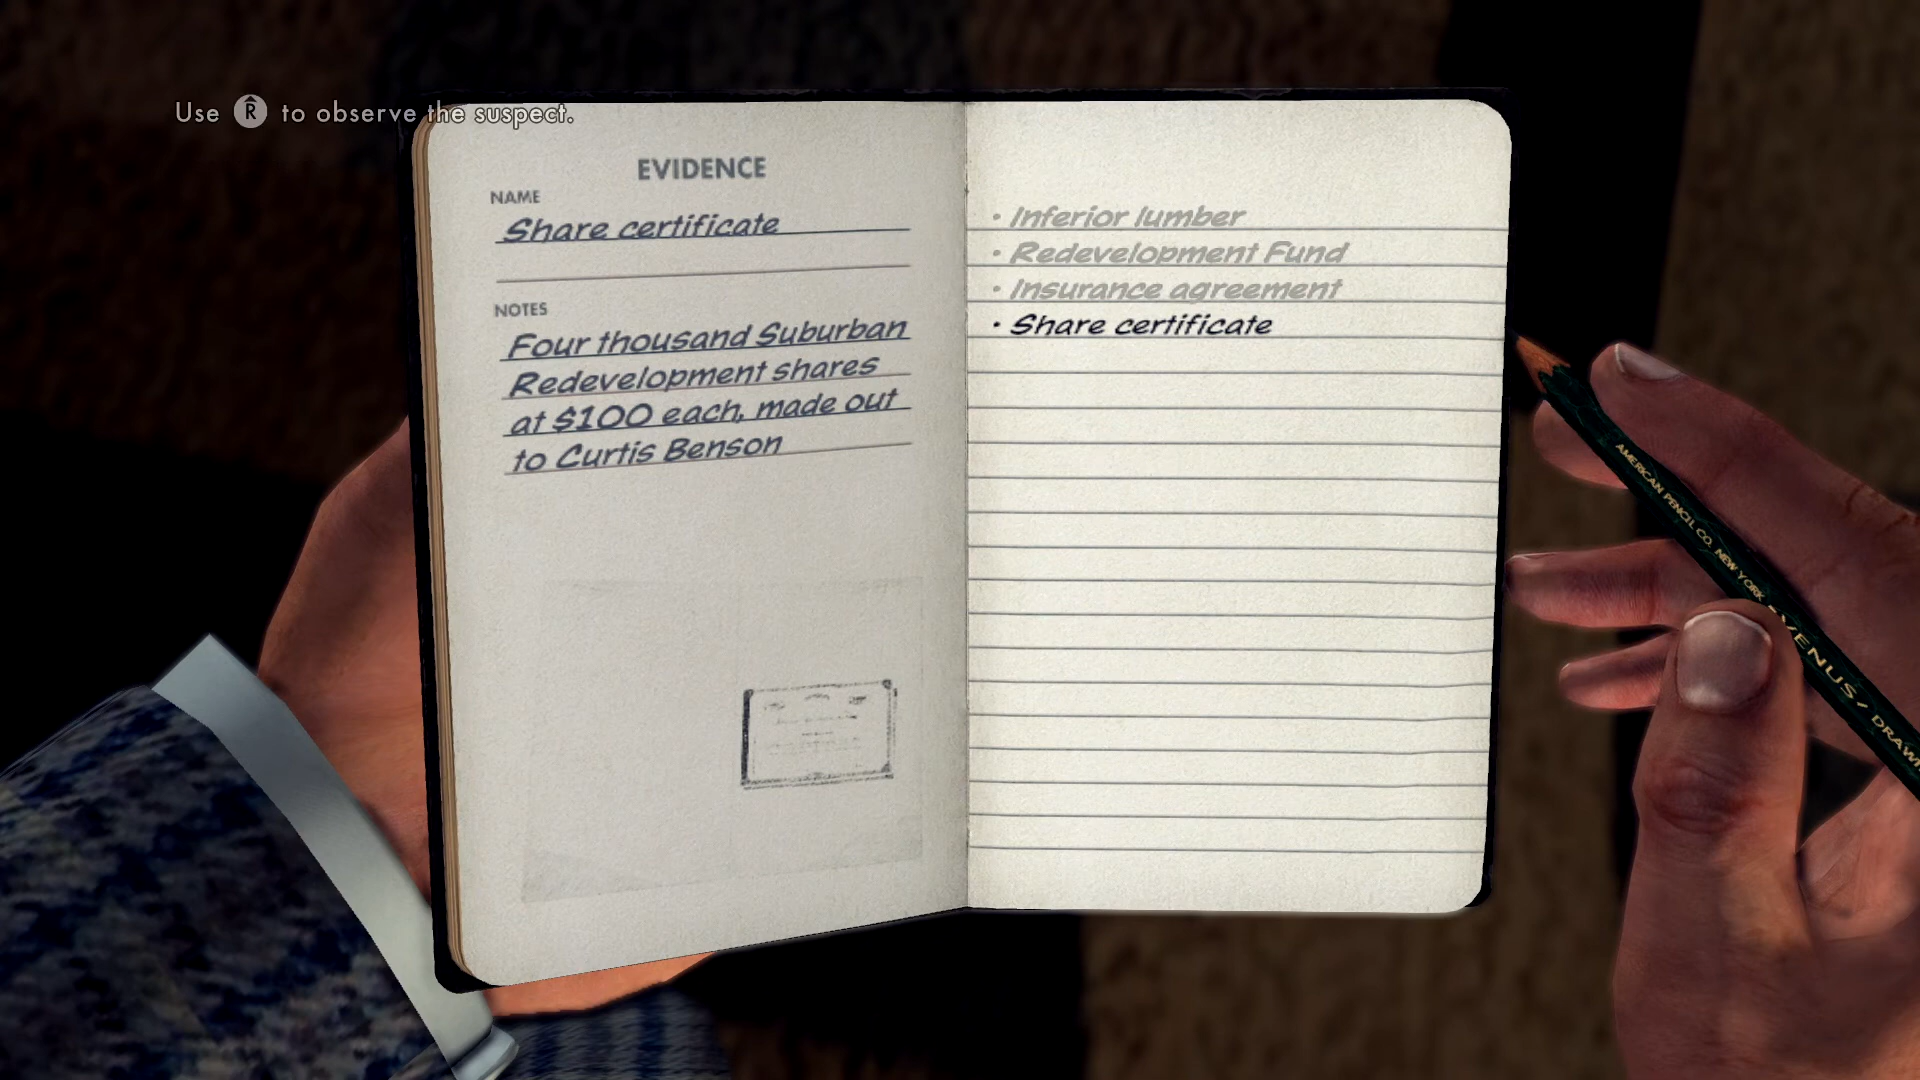 Use R to observe the suspect.
EVIDENCE
NAME
Share certificate
NOTES
Four thousand Suburban
Redevelopment shares
at $100 each, made out
to Curtis Benson
• Inferior lumber
• Redevelopment Fund
• Insurance agreement
• Share certificate
AMERICAN PENCIL CO. NEW YORK
VENUS